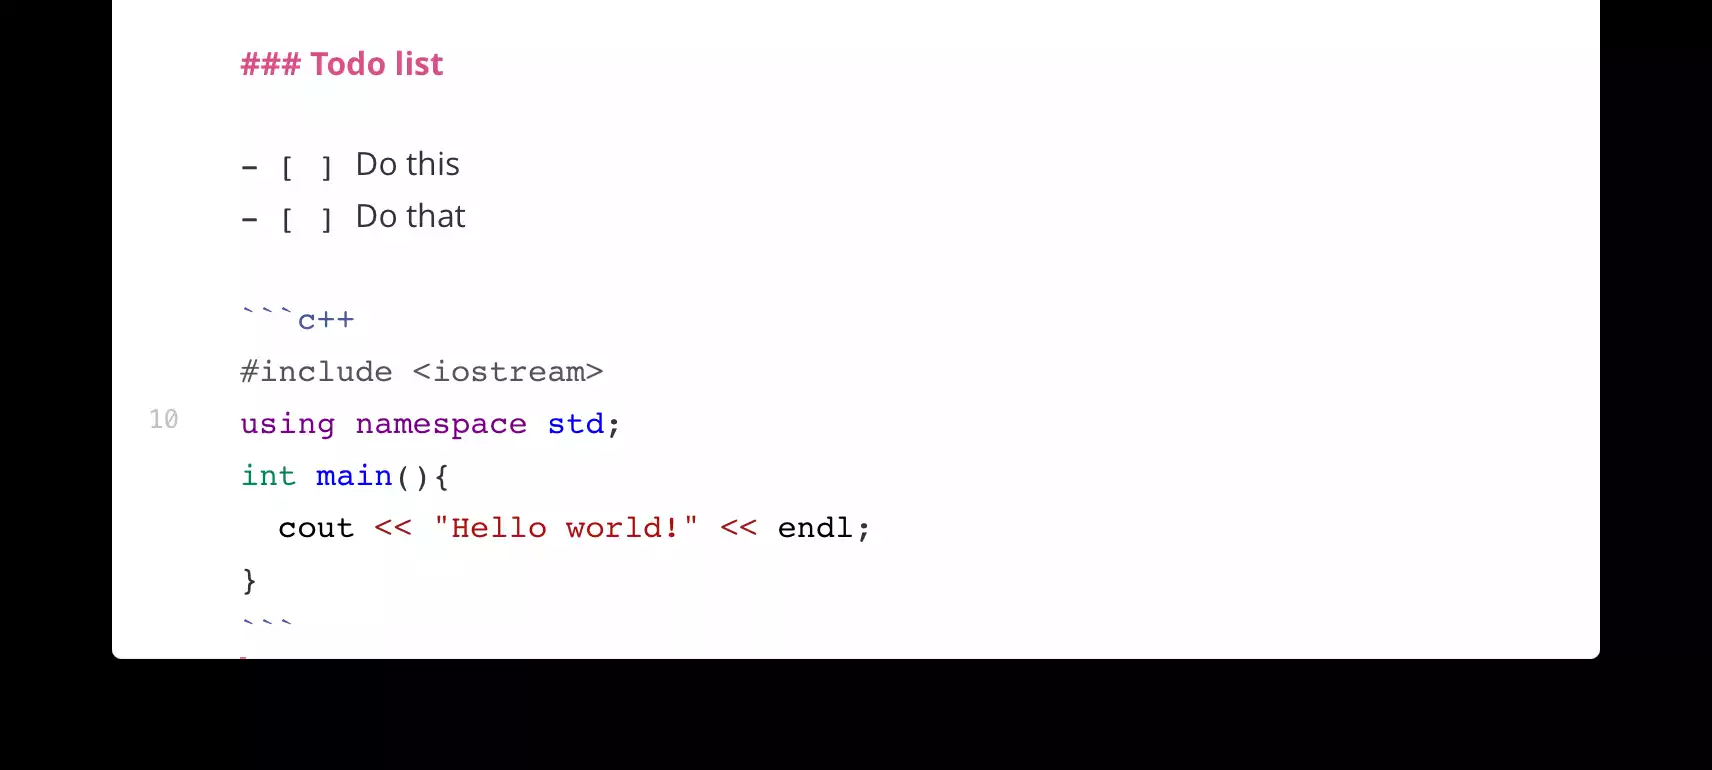 ### Todo list
- [ ] Do this
- [ ] Do that
```c++
#include <iostream>
10 using namespace std;
int main(){
  cout << "Hello world!" << endl;
}
```